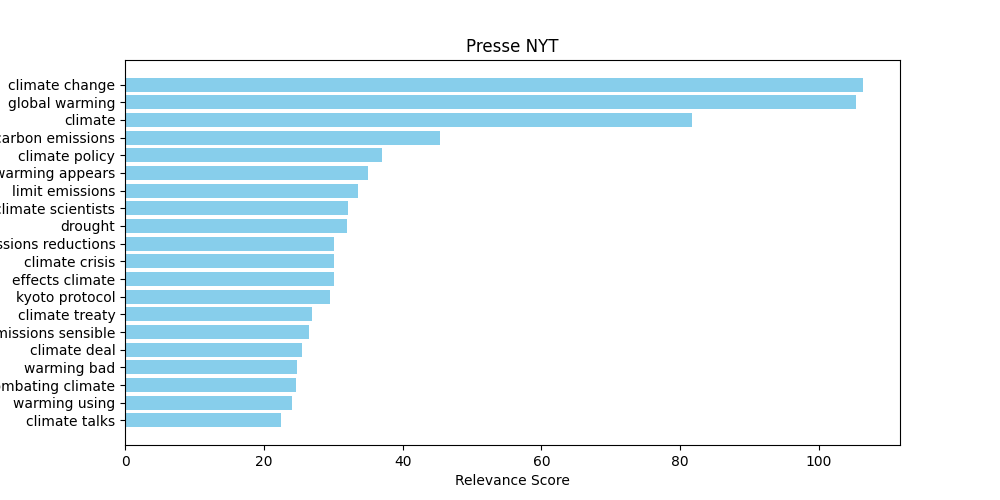 Presse NYT
climate change
global warming
climate
carbon emissions
climate policy
warming appears
limit emissions
climate scientists
drought
ssions reductions
climate crisis
effects climate
kyoto protocol
climate treaty
missions sensible
climate deal
warming bad
ombating climate
warming using
climate talks
0 20 40 60 80 100
Relevance Score